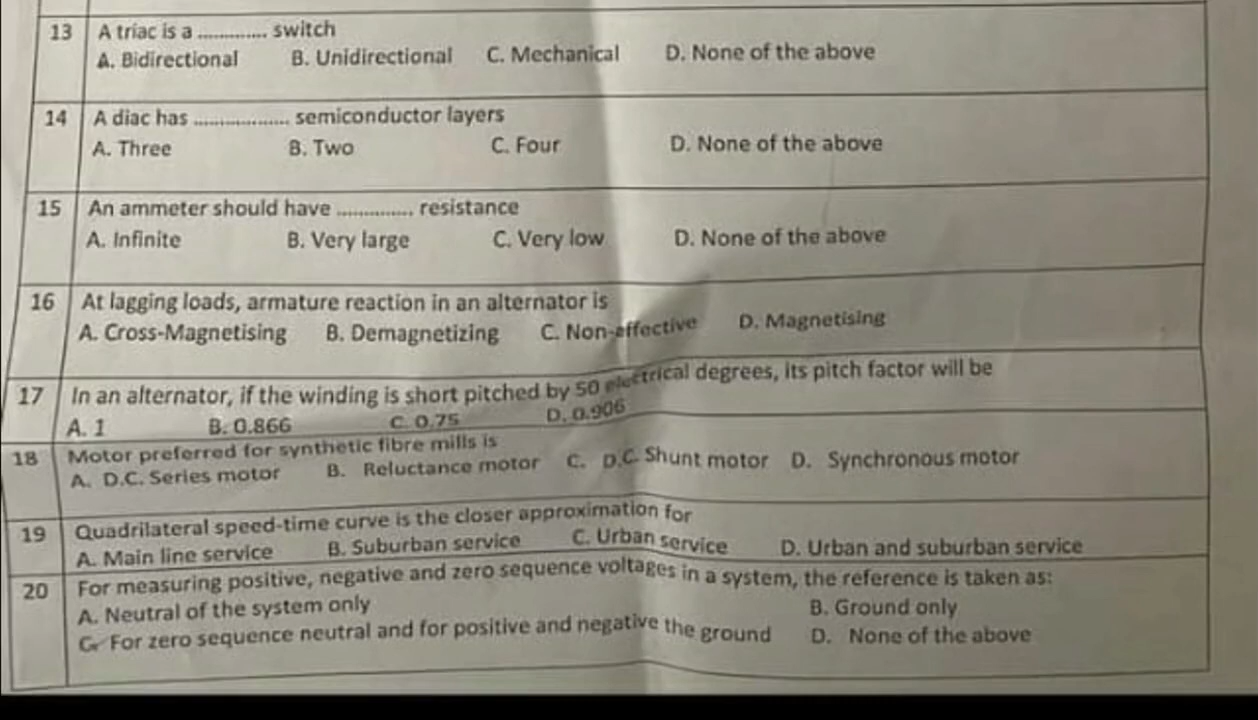 13 A triac is a ............. switch
A. Bidirectional B. Unidirectional C. Mechanical D. None of the above
14 A diac has .................. semiconductor layers
A. Three B. Two C. Four D. None of the above
15 An ammeter should have .............. resistance
A. Infinite B. Very large C. Very low D. None of the above
16 At lagging loads, armature reaction in an alternator is
A. Cross-Magnetising B. Demagnetizing C. Non-effective D. Magnetising
17 In an alternator, if the winding is short pitched by 50 electrical degrees, its pitch factor will be
A. 1 B. 0.866 C. 0.75 D. 0.906
18 Motor preferred for synthetic fibre mills is
A. D.C. Series motor B. Reluctance motor C. D.C. Shunt motor D. Synchronous motor
19 Quadrilateral speed-time curve is the closer approximation for
A. Main line service B. Suburban service C. Urban service D. Urban and suburban service
20 For measuring positive, negative and zero sequence voltages in a system, the reference is taken as:
A. Neutral of the system only B. Ground only
C. For zero sequence neutral and for positive and negative the ground D. None of the above